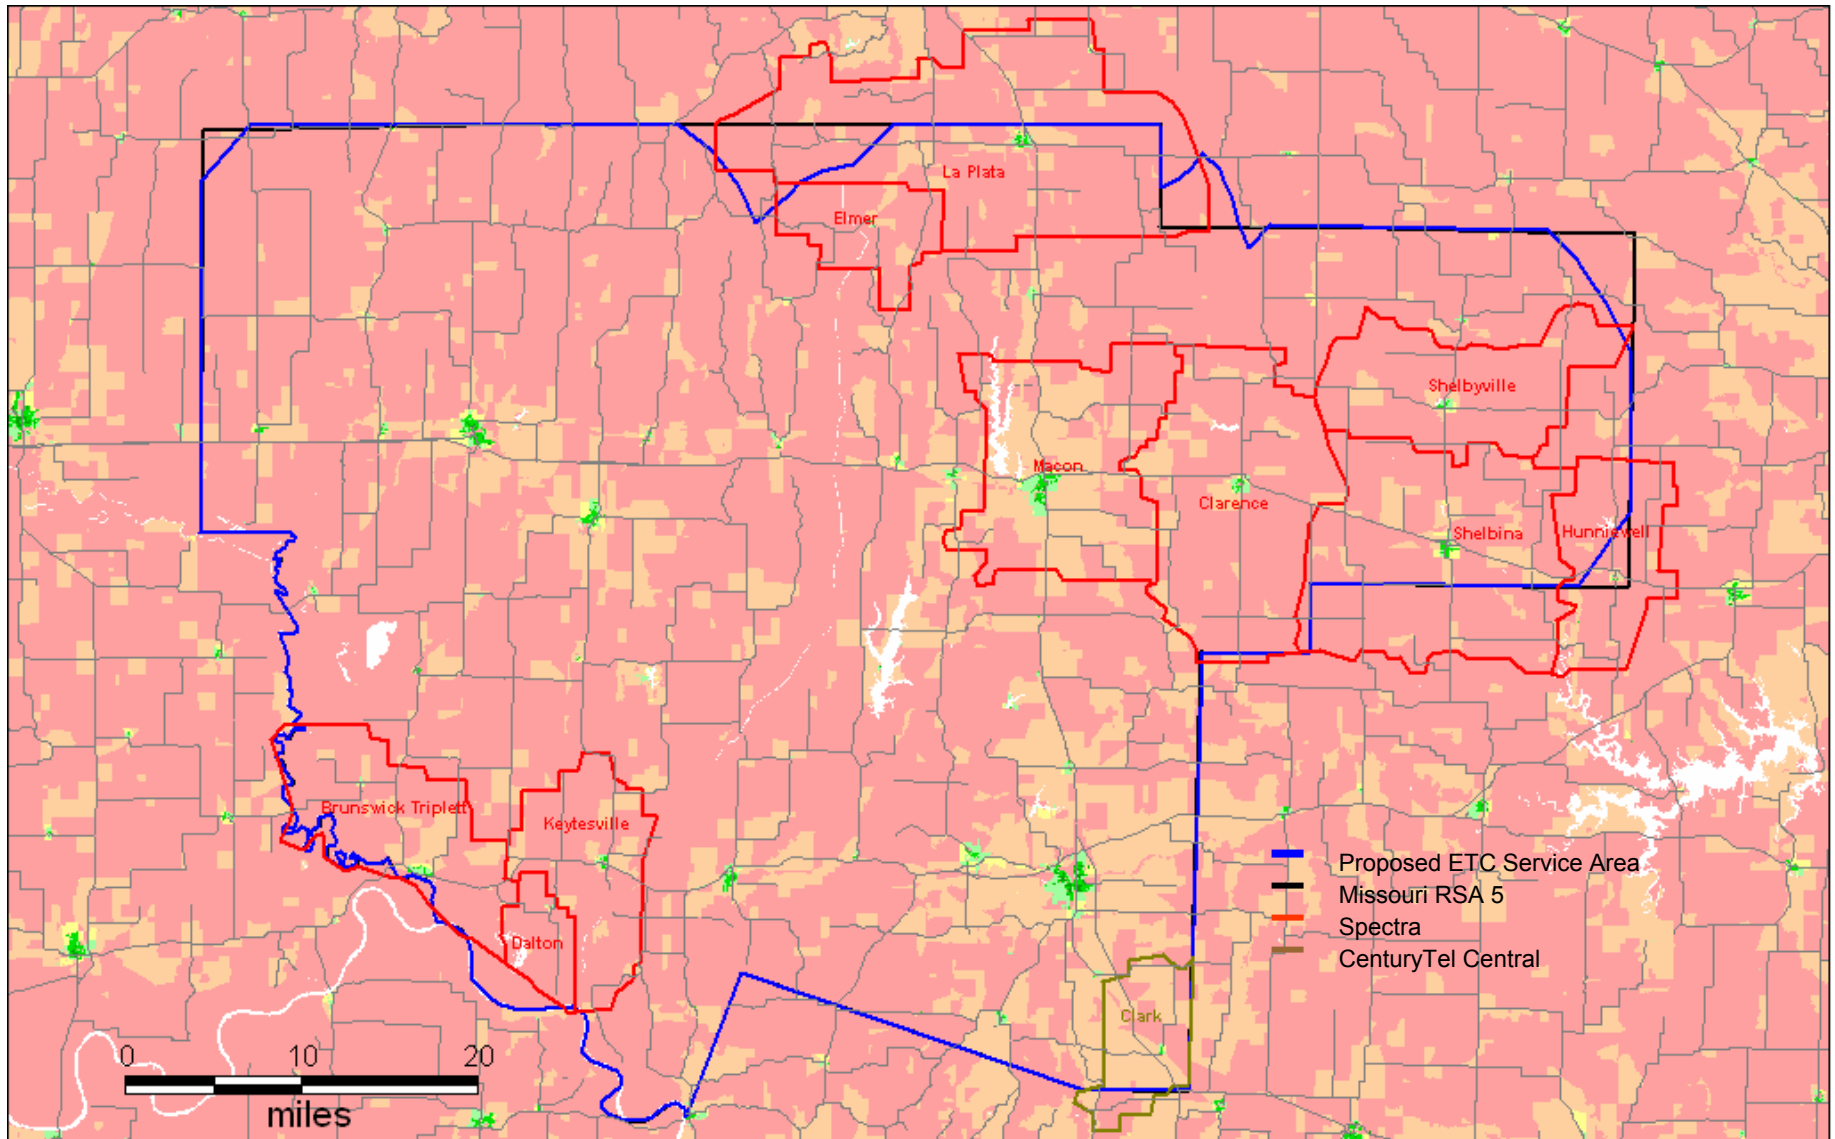 La Plata
Elmer
Shelbyville
Macon
Clarence
Shelbina
Hunniewell
Brunswick Triplett
Keytesville
Dalton
Clark
Proposed ETC Service Area
Missouri RSA 5
Spectra
CenturyTel Central
0 10 20
miles